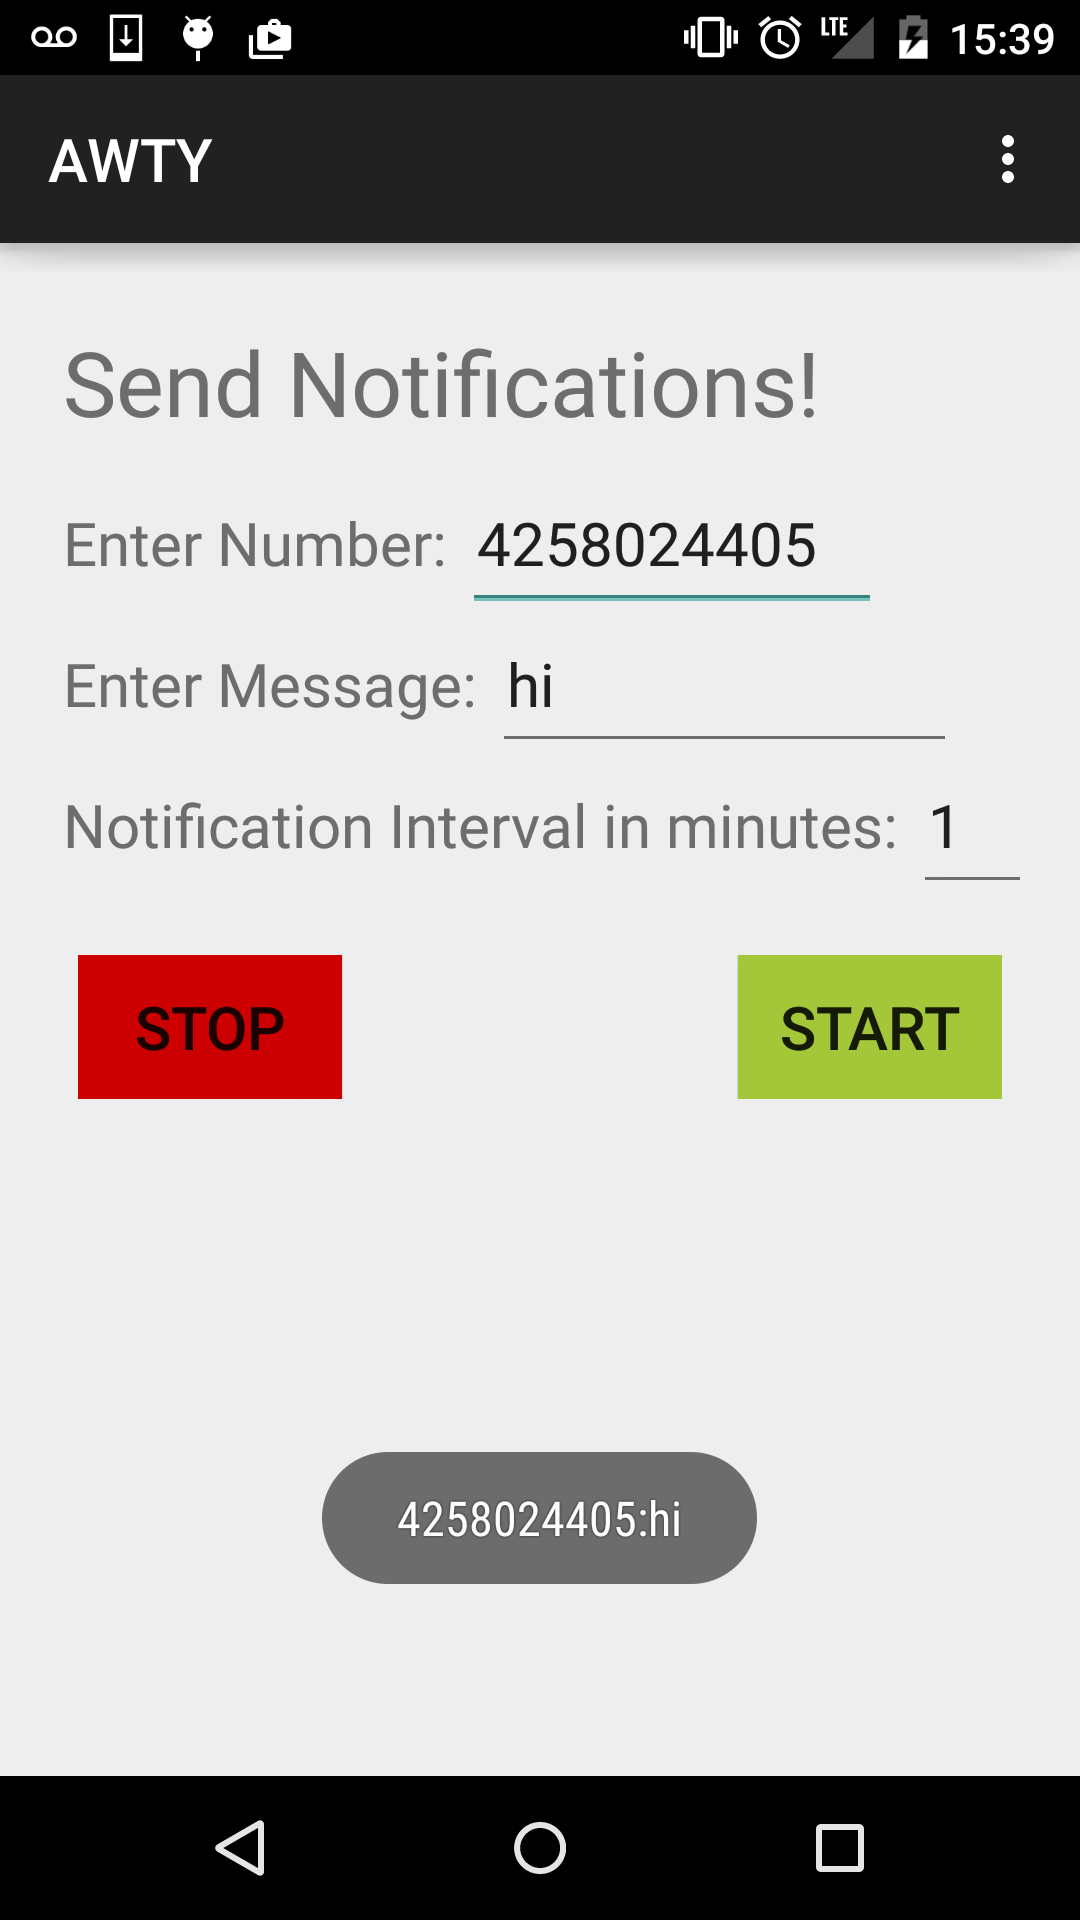 LTE 15:39
AWTY
Send Notifications!
Enter Number: 4258024405
Enter Message: hi
Notification Interval in minutes: 1
STOP START
4258024405:hi